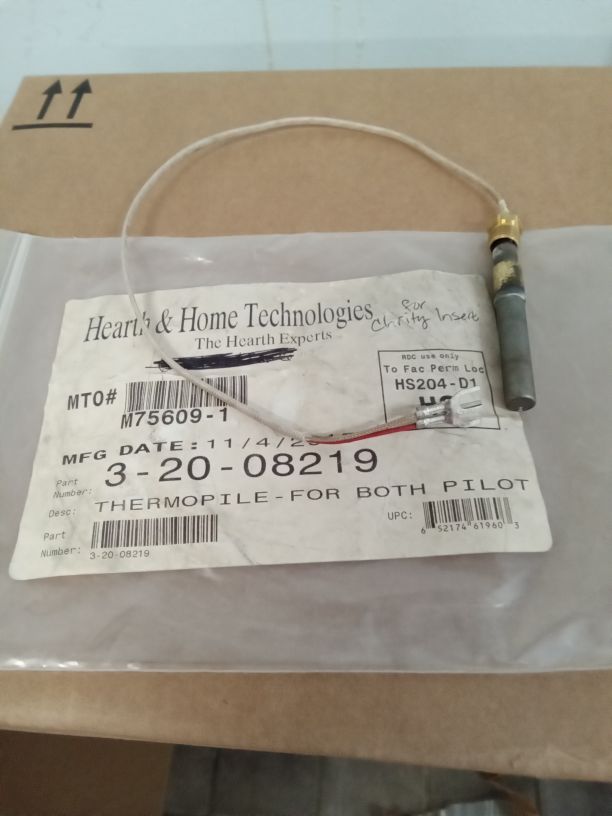 Hearth & Home Technologies
The Hearth Experts
for
Clarity Insert
MTO#
M75609-1
RDC use only
To Fac Perm Loc
HS204-D1
MFG DATE: 11/4/2
Part Number: 3-20-08219
Desc: THERMOPILE-FOR BOTH PILOT
Part Number: 3-20-08219
UPC: 6 52174 61960 3